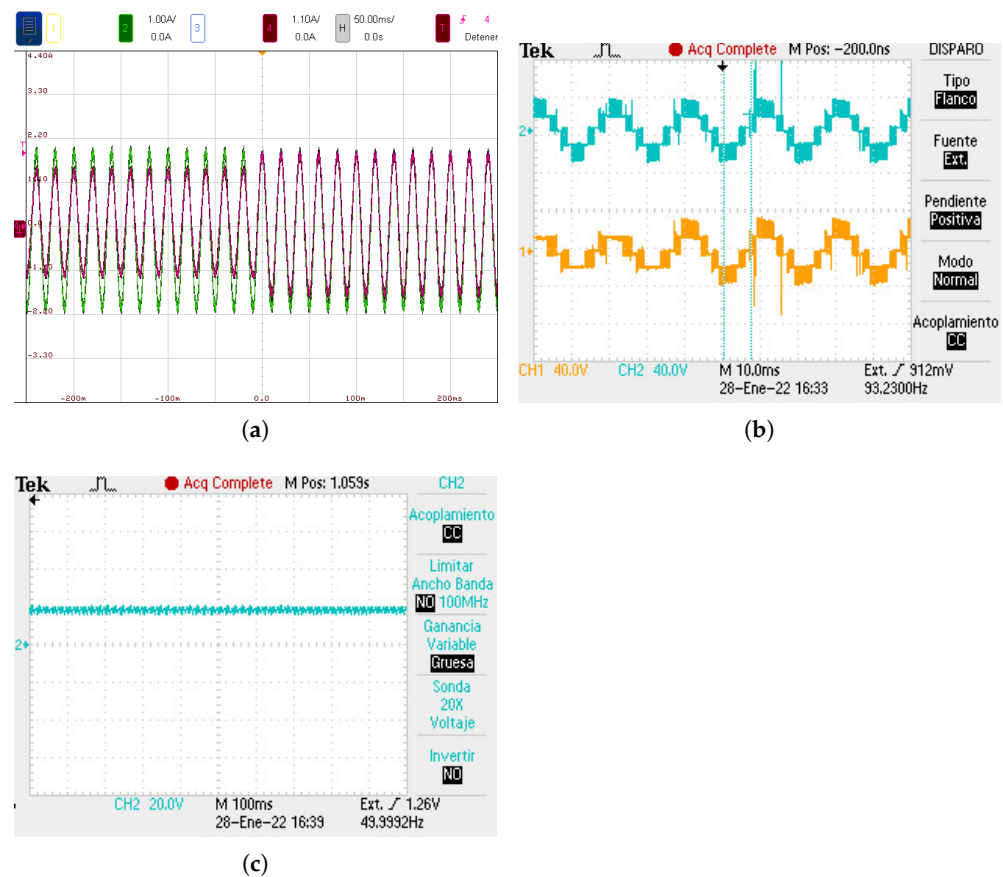 1 2 1.00A/ 0.0A 3 4 1.10A/ 0.0A H 50.00ms/ 0.0s T 4 Detener
4.40A
3.30
2.20
T
-3.30
-200m -100m 0.0 100m 200ms
(a)
Tek Acq Complete M Pos: -200.0ns DISPARO
Tipo
Flanco
Fuente
Ext.
Pendiente
Positiva
Modo
Normal
Acoplamiento
CC
2
1
CH1 40.0V CH2 40.0V M 10.0ms Ext. 912mV
28-Ene-22 16:33 93.2300Hz
(b)
Tek Acq Complete M Pos: 1.059s CH2
Acoplamiento
CC
Limitar
Ancho Banda
NO 100MHz
Ganancia
Variable
Gruesa
Sonda
20X
Voltaje
Invertir
NO
2
CH2 20.0V M 100ms Ext. 1.26V
28-Ene-22 16:39 49.9992Hz
(c)